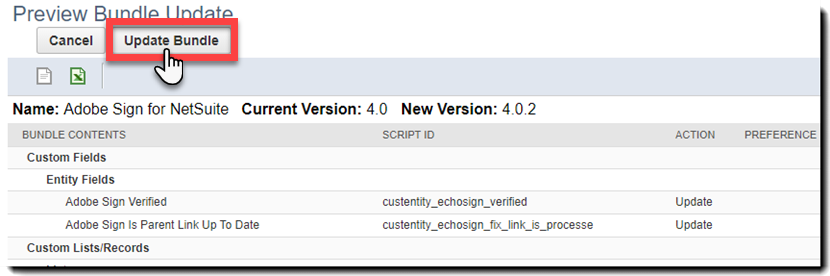 Preview Bundle Update
Cancel Update Bundle
Name: Adobe Sign for NetSuite Current Version: 4.0 New Version: 4.0.2
BUNDLE CONTENTS SCRIPT ID ACTION PREFERENCE
Custom Fields
Entity Fields
Adobe Sign Verified custentity_echosign_verified Update
Adobe Sign Is Parent Link Up To Date custentity_echosign_fix_link_is_processe Update
Custom Lists/Records